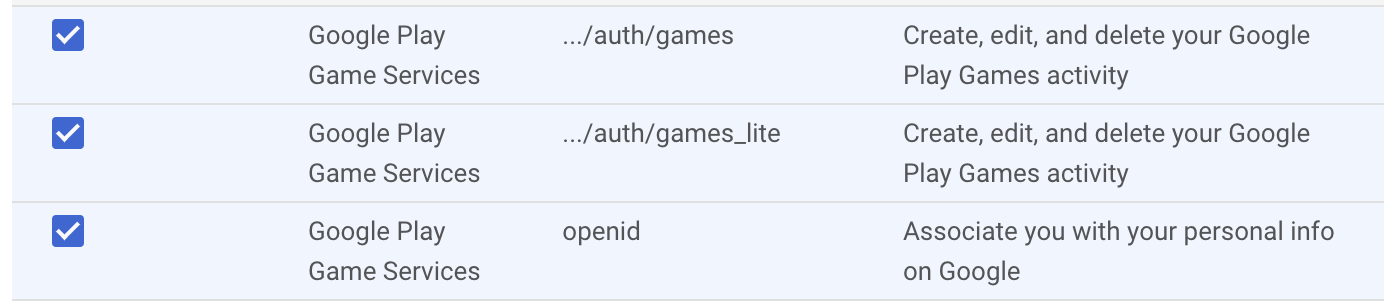 Google Play .../auth/games Create, edit, and delete your Google
Game Services Play Games activity
Google Play .../auth/games_lite Create, edit, and delete your Google
Game Services Play Games activity
Google Play openid Associate you with your personal info
Game Services on Google